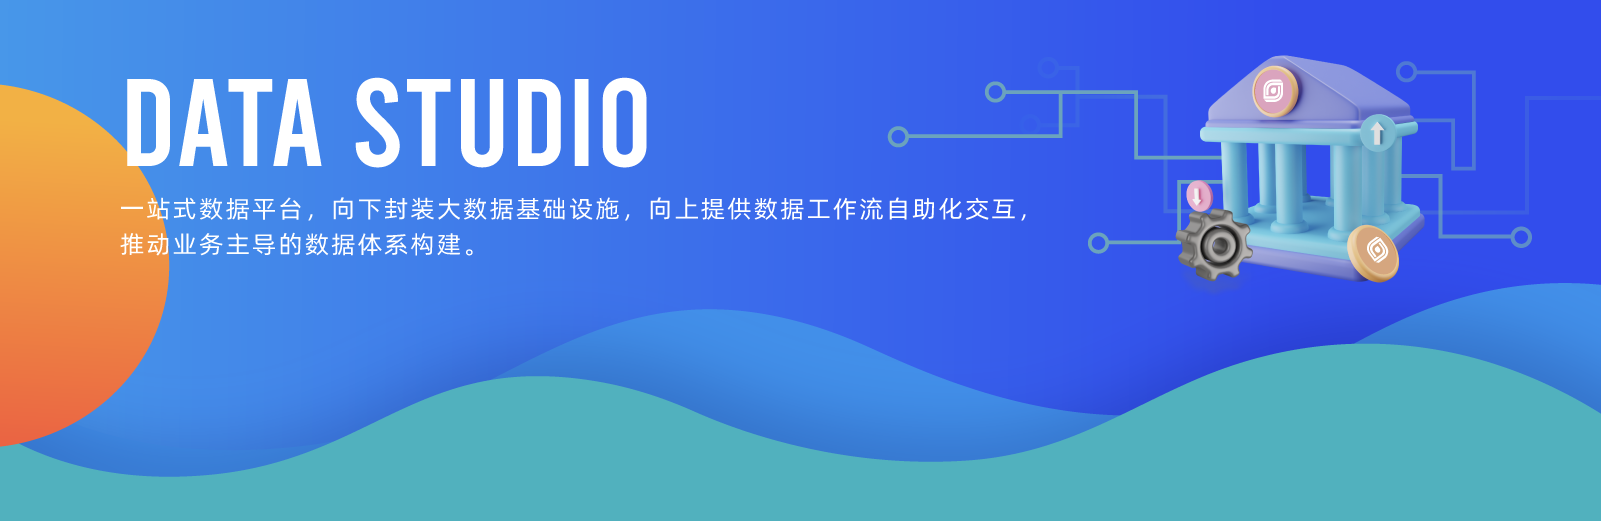 DATA STUDIO
一站式数据平台，向下封装大数据基础设施，向上提供数据工作流自助化交互，
推动业务主导的数据体系构建。